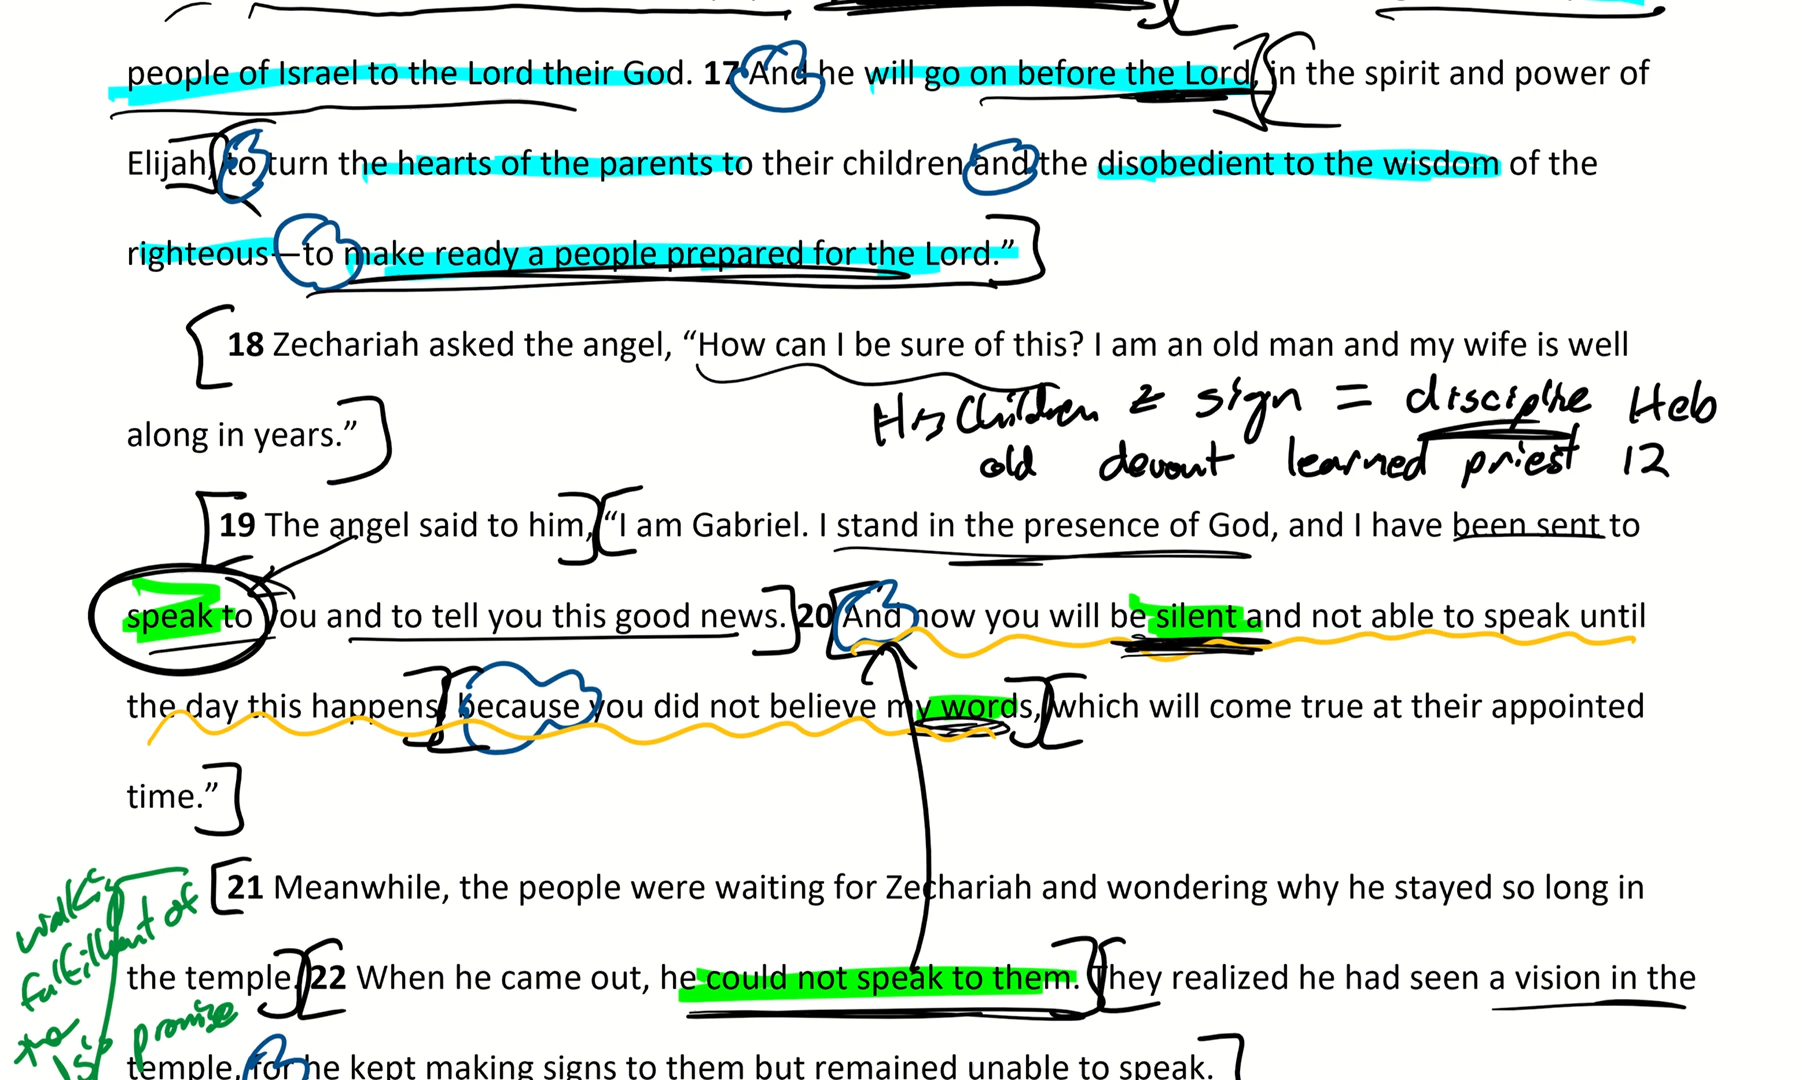 people of Israel to the Lord their God. 17 And he will go on before the Lord, in the spirit and power of
Elijah, to turn the hearts of the parents to their children and the disobedient to the wisdom of the
righteous—to make ready a people prepared for the Lord.”
18 Zechariah asked the angel, “How can I be sure of this? I am an old man and my wife is well
Children sign = discipline Heb
along in years.”
old devout learned priest 12
19 The angel said to him, “I am Gabriel. I stand in the presence of God, and I have been sent to
speak to you and to tell you this good news. 20 And now you will be silent and not able to speak until
the day this happens, because you did not believe my words, which will come true at their appointed
time.”
21 Meanwhile, the people were waiting for Zechariah and wondering why he stayed so long in
of
the temple. 22 When he came out, he could not speak to them. They realized he had seen a vision in the
promise
temple, for he kept making signs to them but remained unable to speak.